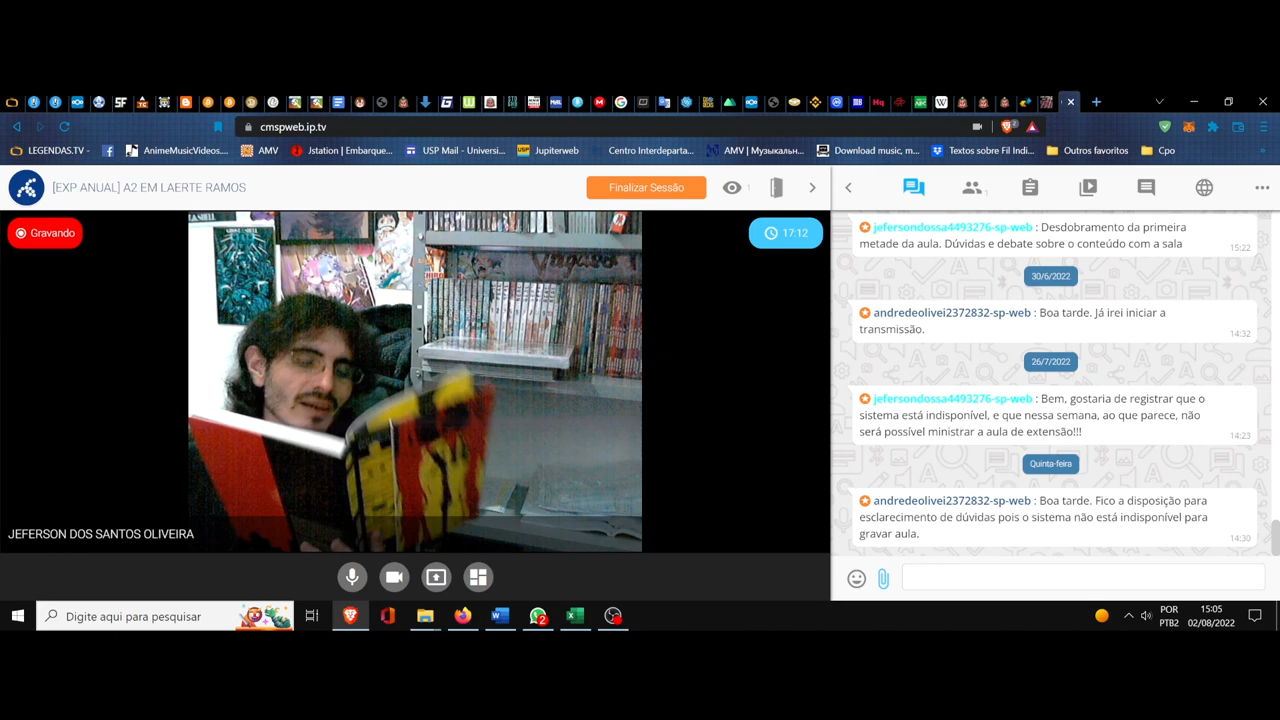 cmspweb.ip.tv
2
LEGENDAS.TV -
AnimeMusicVideos....
AMV
Jstation | Embarque...
USP Mail - Universi...
Jupiterweb
Centro Interdeparta...
AMV | Музыкальн...
Download music, m...
Textos sobre Fil Indi...
Outros favoritos
Cpo
[EXP ANUAL] A2 EM LAERTE RAMOS
Finalizar Sessão
1
1
Gravando
17:12
JEFERSON DOS SANTOS OLIVEIRA
jefersondossa4493276-sp-web : Desdobramento da primeira
metade da aula. Dúvidas e debate sobre o conteúdo com a sala
15:22
30/6/2022
andredeolivei2372832-sp-web : Boa tarde. Já irei iniciar a
transmissão.
14:32
26/7/2022
jefersondossa4493276-sp-web : Bem, gostaria de registrar que o
sistema está indisponível, e que nessa semana, ao que parece, não
será possível ministrar a aula de extensão!!!
14:23
Quinta-feira
andredeolivei2372832-sp-web : Boa tarde. Fico a disposição para
esclarecimento de dúvidas pois o sistema não está indisponível para
gravar aula.
14:30
Digite aqui para pesquisar
2
POR
PTB2
15:05
02/08/2022